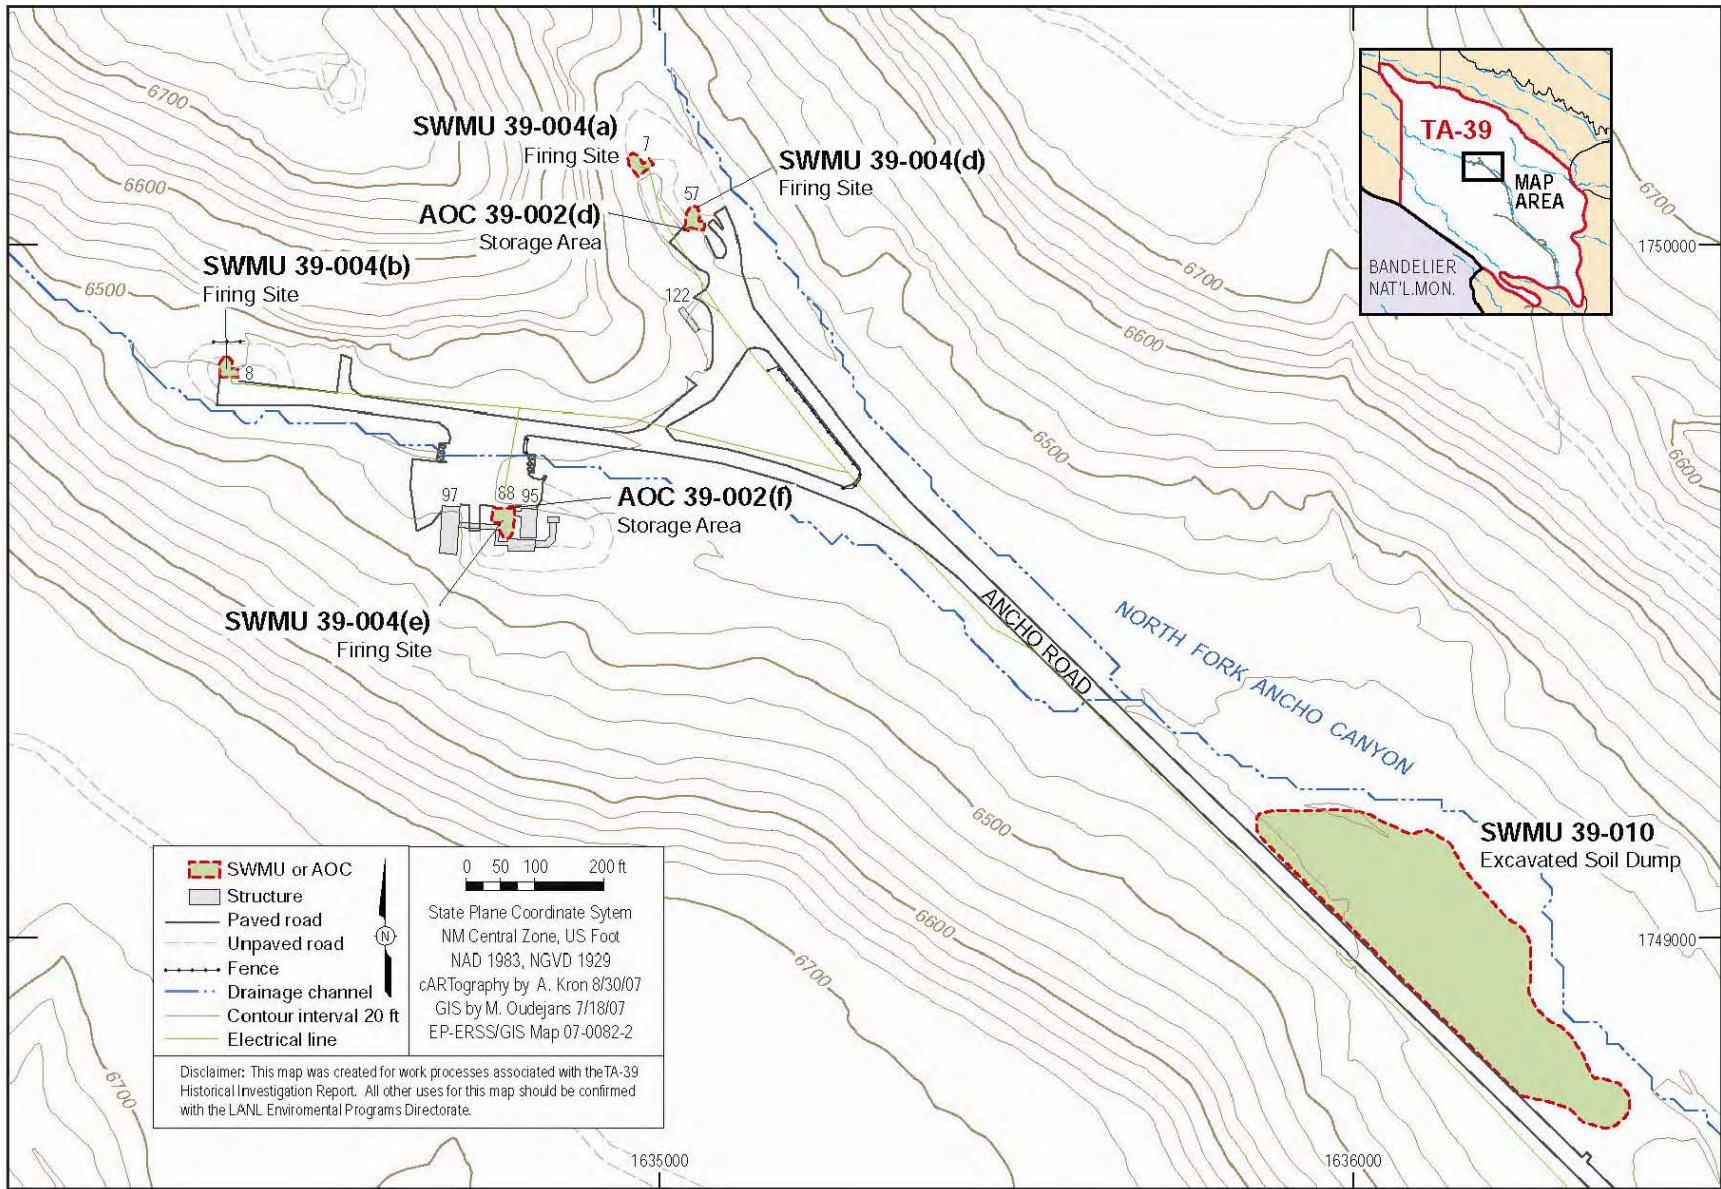 6700
6600
6500
SWMU 39-004(a)
Firing Site
7
SWMU 39-004(d)
Firing Site
57
AOC 39-002(d)
Storage Area
SWMU 39-004(b)
Firing Site
8
122
TA-39
MAP
AREA
BANDELIER
NAT'L.MON.
6700
1750000
6700
6600
6500
6600
97
88
95
AOC 39-002(f)
Storage Area
SWMU 39-004(e)
Firing Site
ANCHO ROAD
NORTH FORK ANCHO CANYON
6500
6600
6700
SWMU 39-010
Excavated Soil Dump
1749000
SWMU or AOC
Structure
Paved road
Unpaved road
Fence
Drainage channel
Contour interval 20 ft
Electrical line
N
0 50 100 200 ft
State Plane Coordinate Sytem
NM Central Zone, US Foot
NAD 1983, NGVD 1929
cARTography by A. Kron 8/30/07
GIS by M. Oudejans 7/18/07
EP-ERSS/GIS Map 07-0082-2
Disclaimer: This map was created for work processes associated with the TA-39
Historical Investigation Report. All other uses for this map should be confirmed
with the LANL Enviromental Programs Directorate.
6700
1635000
1636000